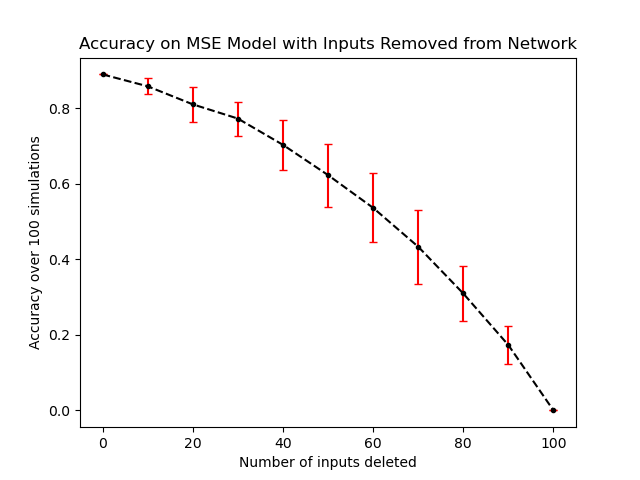 Accuracy on MSE Model with Inputs Removed from Network
Accuracy over 100 simulations
0.8
0.6
0.4
0.2
0.0
0 20 40 60 80 100
Number of inputs deleted